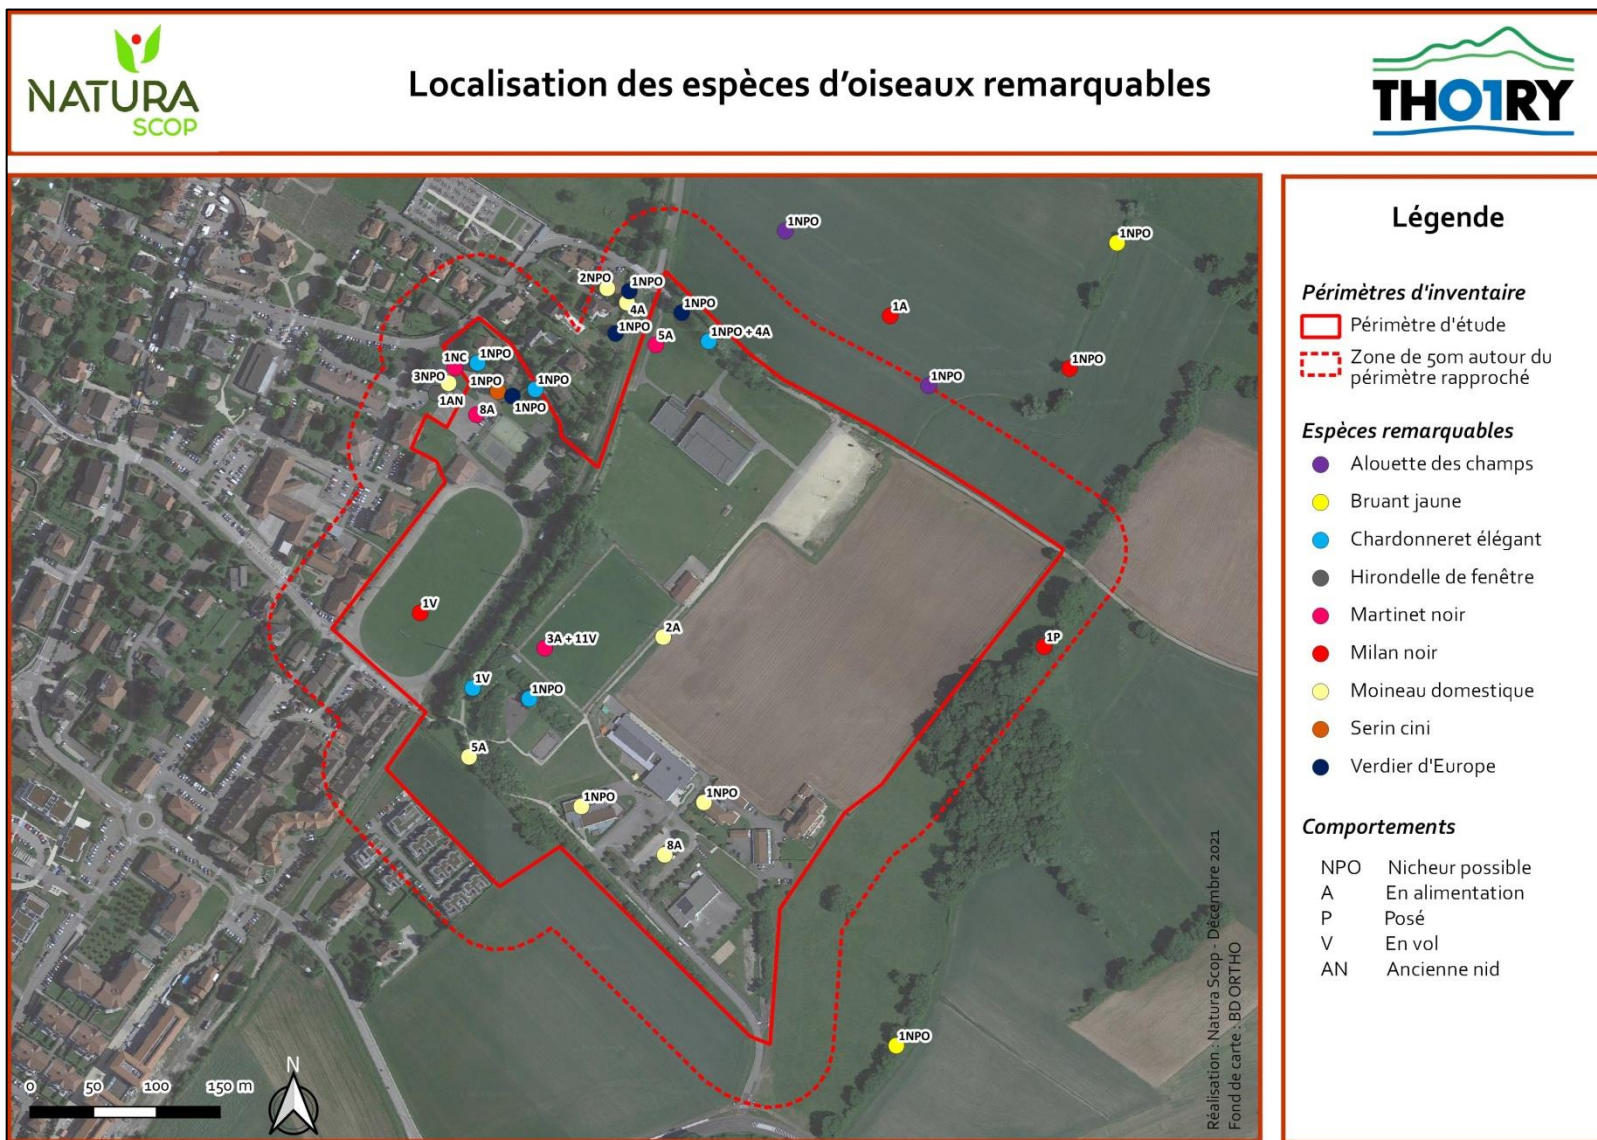 NATURA
SCOP
Localisation des espèces d'oiseaux remarquables
THO1RY
1NPO
1NPO
2NPO
1NPO
4A
1NPO
1A
1NPO
5A
1NPO + 4A
1NPO
1NC
1NPO
3NPO
1NPO
1NPO
1NPO
1AN
8A
1NPO
1V
2A
3A + 11V
1P
1V
1NPO
5A
1NPO
1NPO
8A
1NPO
N
0 50 100 150 m
Réalisation : Natura Scop - Décembre 2021
Fond de carte : BD ORTHO
Légende
Périmètres d'inventaire
Périmètre d'étude
Zone de 50m autour du
périmètre rapproché
Espèces remarquables
Alouette des champs
Bruant jaune
Chardonneret élégant
Hirondelle de fenêtre
Martinet noir
Milan noir
Moineau domestique
Serin cini
Verdier d'Europe
Comportements
NPO Nicheur possible
A En alimentation
P Posé
V En vol
AN Ancienne nid